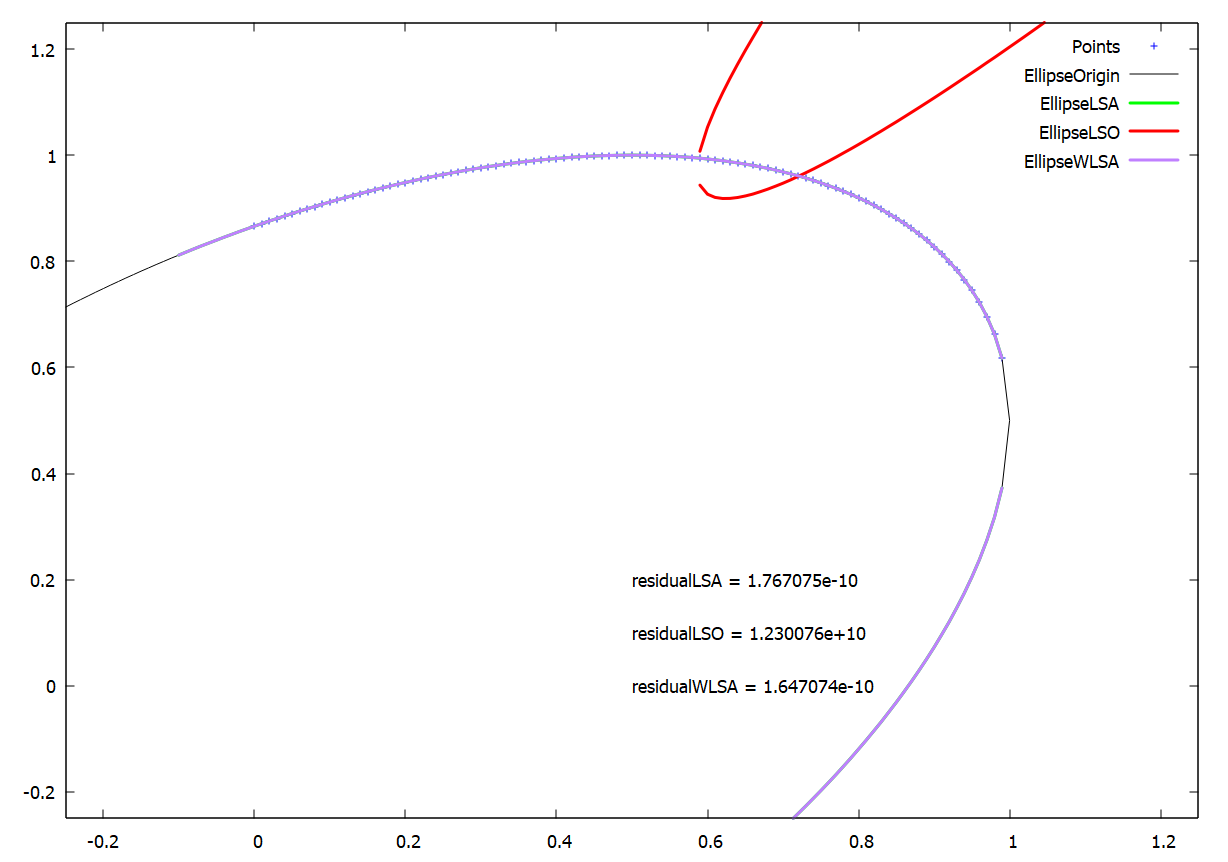 1.2
1
0.8
0.6
0.4
0.2
0
-0.2
-0.2
0
0.2
0.4
0.6
0.8
1
1.2
Points
EllipseOrigin
EllipseLSA
EllipseLSO
EllipseWLSA
residualLSA = 1.767075e-10
residualLSO = 1.230076e+10
residualWLSA = 1.647074e-10